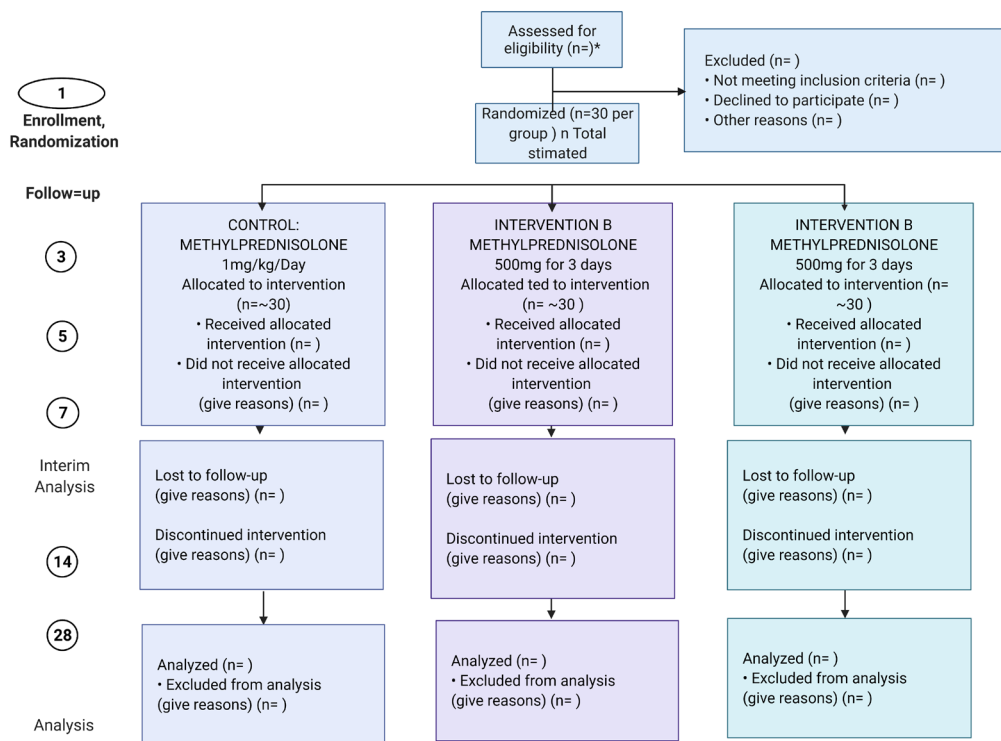 Assessed for
eligibility (n=)*
Excluded (n= )
• Not meeting inclusion criteria (n= )
• Declined to participate (n= )
• Other reasons (n= )
1
Enrollment,
Randomization
Randomized (n=30 per
group ) n Total
stimated
Follow=up
3
5
7
Interim
Analysis
14
28
Analysis
CONTROL:
METHYLPREDNISOLONE
1mg/kg/Day
Allocated to intervention
(n=~30)
• Received allocated
intervention (n= )
• Did not receive allocated
intervention
(give reasons) (n= )
INTERVENTION B
METHYLPREDNISOLONE
500mg for 3 days
Allocated ted to intervention
(n= ~30 )
• Received allocated
intervention (n= )
• Did not receive allocated
intervention
(give reasons) (n= )
INTERVENTION B
METHYLPREDNISOLONE
500mg for 3 days
Allocated to intervention (n=
~30 )
• Received allocated
intervention (n= )
• Did not receive allocated
intervention
(give reasons) (n= )
Lost to follow-up
(give reasons) (n= )
Discontinued intervention
(give reasons) (n= )
Lost to follow-up
(give reasons) (n= )
Discontinued intervention
(give reasons) (n= )
Lost to follow-up
(give reasons) (n= )
Discontinued intervention
(give reasons) (n= )
Analyzed (n= )
• Excluded from analysis
(give reasons) (n= )
Analyzed (n= )
• Excluded from analysis
(give reasons) (n= )
Analyzed (n= )
• Excluded from analysis
(give reasons) (n= )